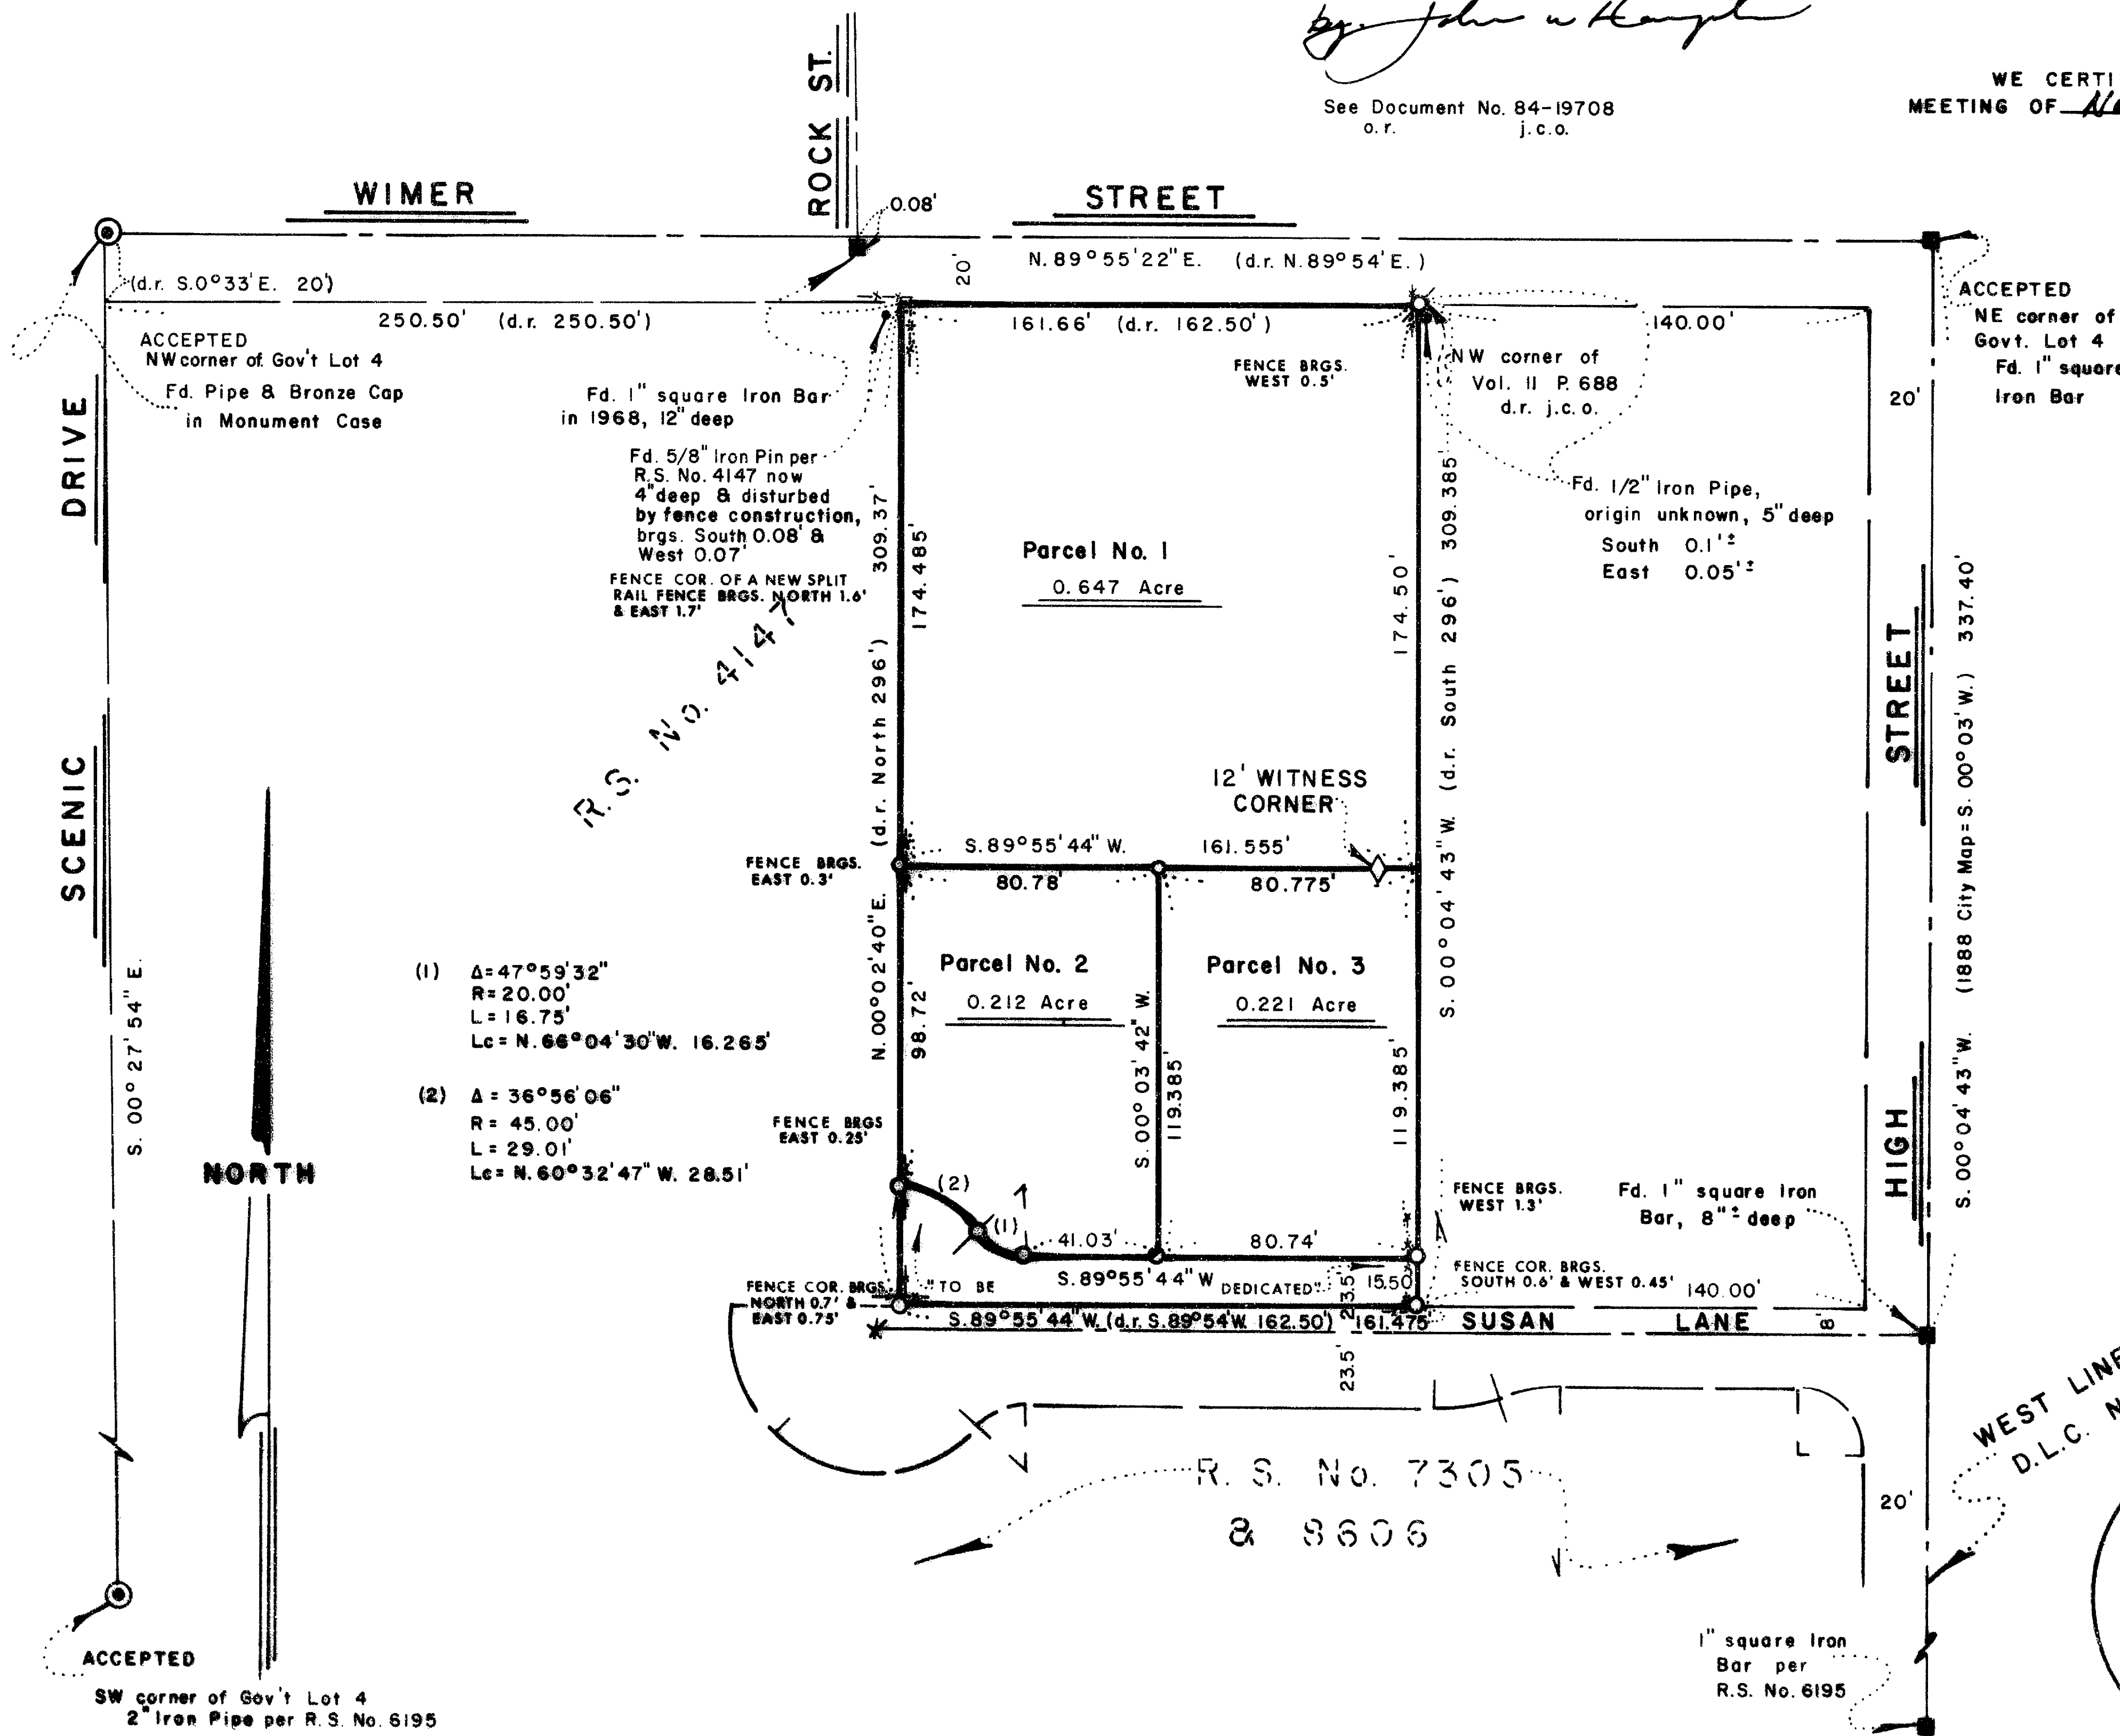 by. John w
See Document No. 84-19708
o.r. j.c.o.
WE CERTI
MEETING OF
WIMER
ROCK ST.
STREET
0.08'
20'
N. 89°55'22" E. (d.r. N.89°54'E.)
(d.r. S.0°33'E. 20')
250.50' (d.r. 250.50')
161.66' (d.r. 162.50')
140.00'
ACCEPTED
NW corner of Gov't Lot 4
Fd. Pipe & Bronze Cap
in Monument Case
ACCEPTED
NE corner of
Govt. Lot 4
Fd. 1" square
Iron Bar
20'
Fd. 1" square Iron Bar
in 1968, 12" deep
FENCE BRGS.
WEST 0.5'
NW corner of
Vol. 11 P. 688
d.r. j.c.o.
Fd. 5/8" Iron Pin per
R.S. No. 4147 now
4" deep & disturbed
by fence construction,
brgs. South 0.08' &
West 0.07'
FENCE COR. OF A NEW SPLIT
RAIL FENCE BRGS. NORTH 1.6'
& EAST 1.7'
Fd. 1/2" Iron Pipe,
origin unknown, 5" deep
South 0.1'±
East 0.05'±
SCENIC DRIVE
S. 00°27'54" E.
R.S. No. 4147
N. 00°02'40" E. (d.r. North 296') 309.37'
174.485'
Parcel No. 1
0.647 Acre
174.50'
S. 00°04'43" W. (d.r. South 296') 309.385'
HIGH STREET
S. 00°04'43" W. (1888 City Map = S. 00°03' W.) 337.40'
12' WITNESS
CORNER
S. 89°55'44" W. 161.555'
80.78' 80.775'
FENCE BRGS.
EAST 0.3'
98.72'
Parcel No. 2
0.212 Acre
S. 00°03'42" W.
119.385'
Parcel No. 3
0.221 Acre
119.385'
(1) Δ=47°59'32"
R=20.00'
L=16.75'
Lc= N. 66°04'30" W. 16.265'
(2) Δ = 36°56'06"
R= 45.00'
L= 29.01'
Lc= N. 60°32'47" W. 28.51'
NORTH
FENCE BRGS
EAST 0.25'
(2)
(1)
41.03' 80.74'
S.89°55'44" W
"TO BE DEDICATED"
23.5'
15.50
FENCE BRGS.
WEST 1.3'
Fd. 1" square Iron
Bar, 8"± deep
FENCE COR. BRGS.
SOUTH 0.6' & WEST 0.45'
140.00'
FENCE COR. BRGS.
NORTH 0.7' &
EAST 0.75'
S.89°55'44" W. (d.r. S.89°54'W. 162.50') 161.475'
SUSAN LANE
8'
23.5'
R. S. No. 7305
& 8606
WEST LINE
D.L.C. N
20'
1" square Iron
Bar per
R.S. No. 6195
ACCEPTED
SW corner of Gov't Lot 4
2" Iron Pipe per R.S. No. 6195